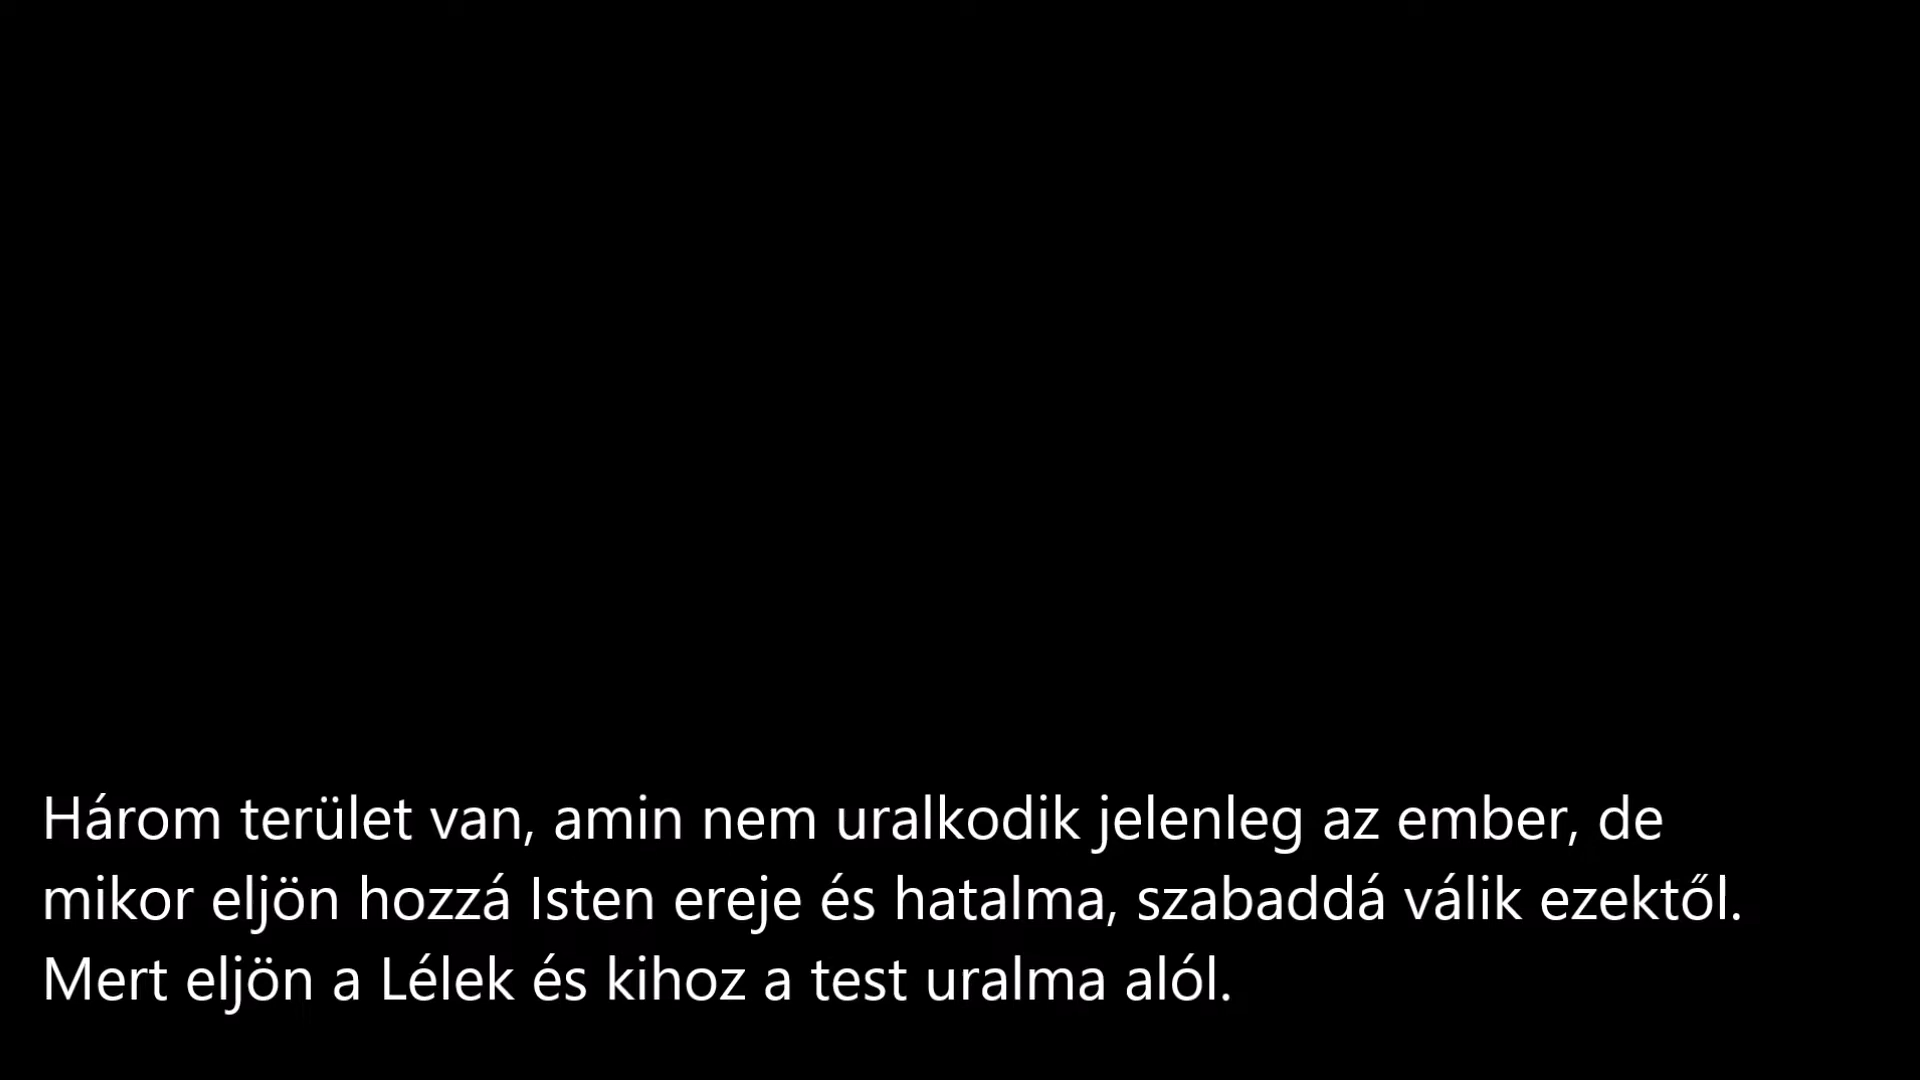 Három terület van, amin nem uralkodik jelenleg az ember, de
mikor eljön hozzá Isten ereje és hatalma, szabaddá válik ezektől.
Mert eljön a Lélek és kihoz a test uralma alól.